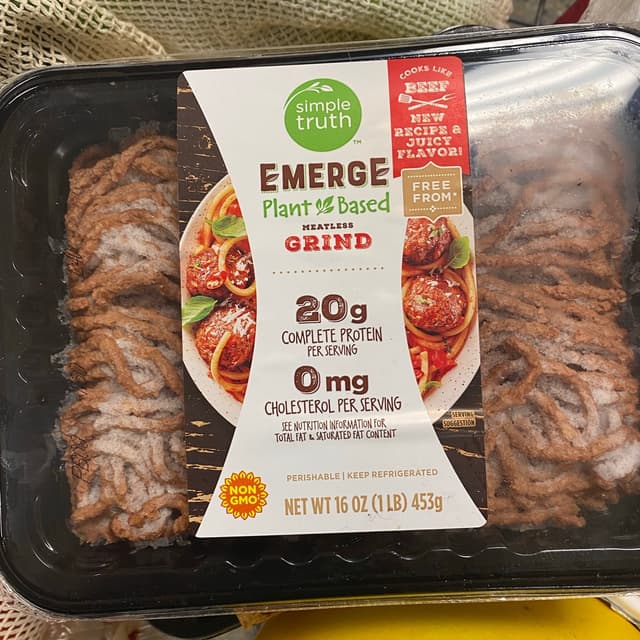 simple
truth™
EMERGE
Plant Based
MEATLESS
GRIND
COOKS LIKE
BEEF
NEW
RECIPE &
JUICY
FLAVOR!
FREE
FROM*
20g
COMPLETE PROTEIN
PER SERVING
0mg
CHOLESTEROL PER SERVING
SEE NUTRITION INFORMATION FOR
TOTAL FAT & SATURATED FAT CONTENT
SERVING
SUGGESTION
PERISHABLE | KEEP REFRIGERATED
NON
GMO
NET WT 16 OZ (1 LB) 453g